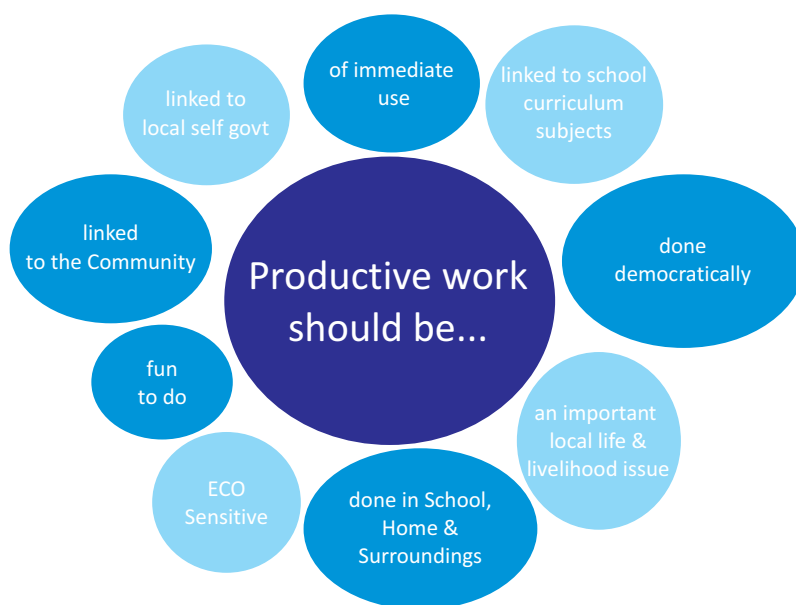 of immediate
use
linked to school
curriculum
subjects
linked to
local self govt
linked
to the Community
Productive work
should be...
done
democratically
fun
to do
an important
local life &
livelihood issue
ECO
Sensitive
done in School,
Home &
Surroundings